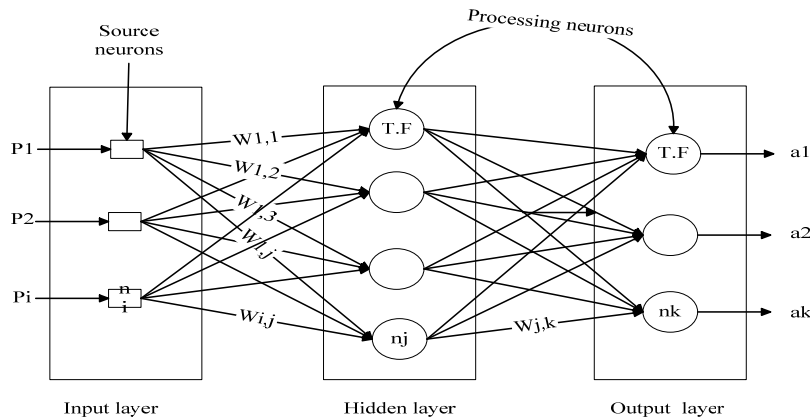 Source
neurons
Processing neurons
P1
P2
Pi
n
i
W1,1
W1,2
W1,3
W1,j
Wi,j
T.F
nj
Wj,k
T.F
nk
a1
a2
ak
Input layer
Hidden layer
Output layer